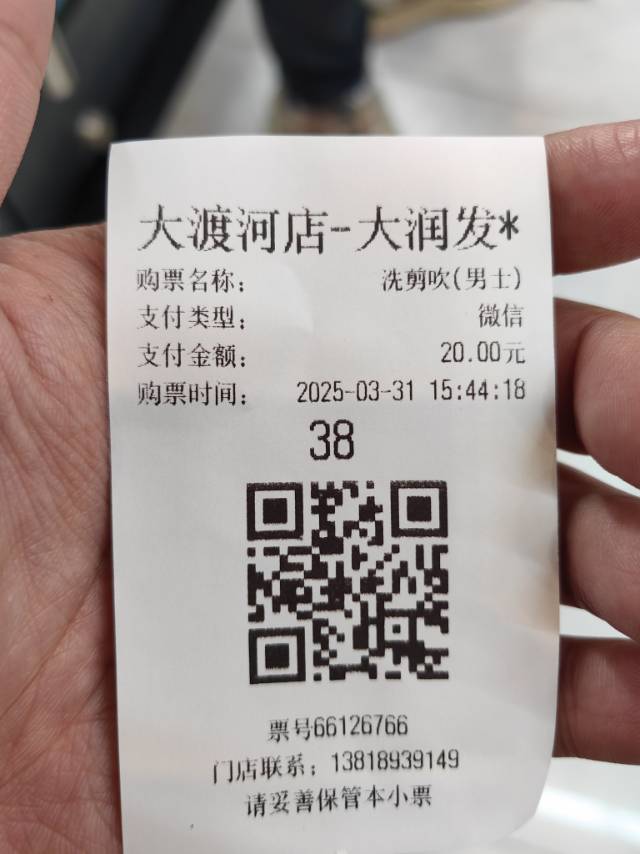 大渡河店-大润发*
购票名称： 洗剪吹(男士)
支付类型： 微信
支付金额： 20.00元
购票时间： 2025-03-31 15:44:18
38
票号66126766
门店联系：13818939149
请妥善保管本小票